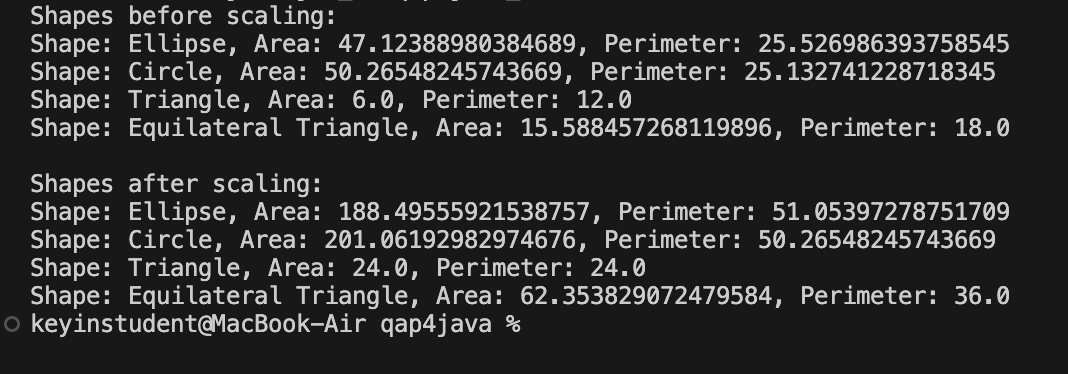 Shapes before scaling:
Shape: Ellipse, Area: 47.12388980384689, Perimeter: 25.526986393758545
Shape: Circle, Area: 50.26548245743669, Perimeter: 25.132741228718345
Shape: Triangle, Area: 6.0, Perimeter: 12.0
Shape: Equilateral Triangle, Area: 15.588457268119896, Perimeter: 18.0
Shapes after scaling:
Shape: Ellipse, Area: 188.49555921538757, Perimeter: 51.05397278751709
Shape: Circle, Area: 201.06192982974676, Perimeter: 50.26548245743669
Shape: Triangle, Area: 24.0, Perimeter: 24.0
Shape: Equilateral Triangle, Area: 62.353829072479584, Perimeter: 36.0
keyinstudent@MacBook-Air qap4java %